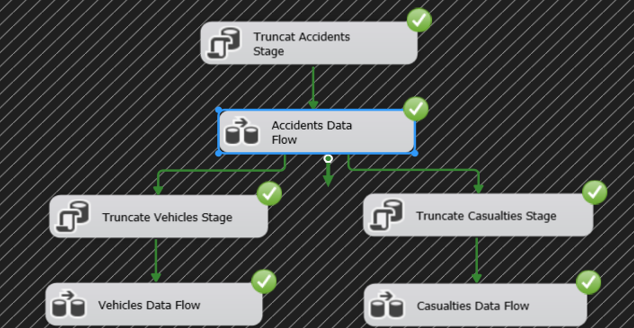 Truncat Accidents
Stage
Accidents Data
Flow
Truncate Vehicles Stage
Truncate Casualties Stage
Vehicles Data Flow
Casualties Data Flow